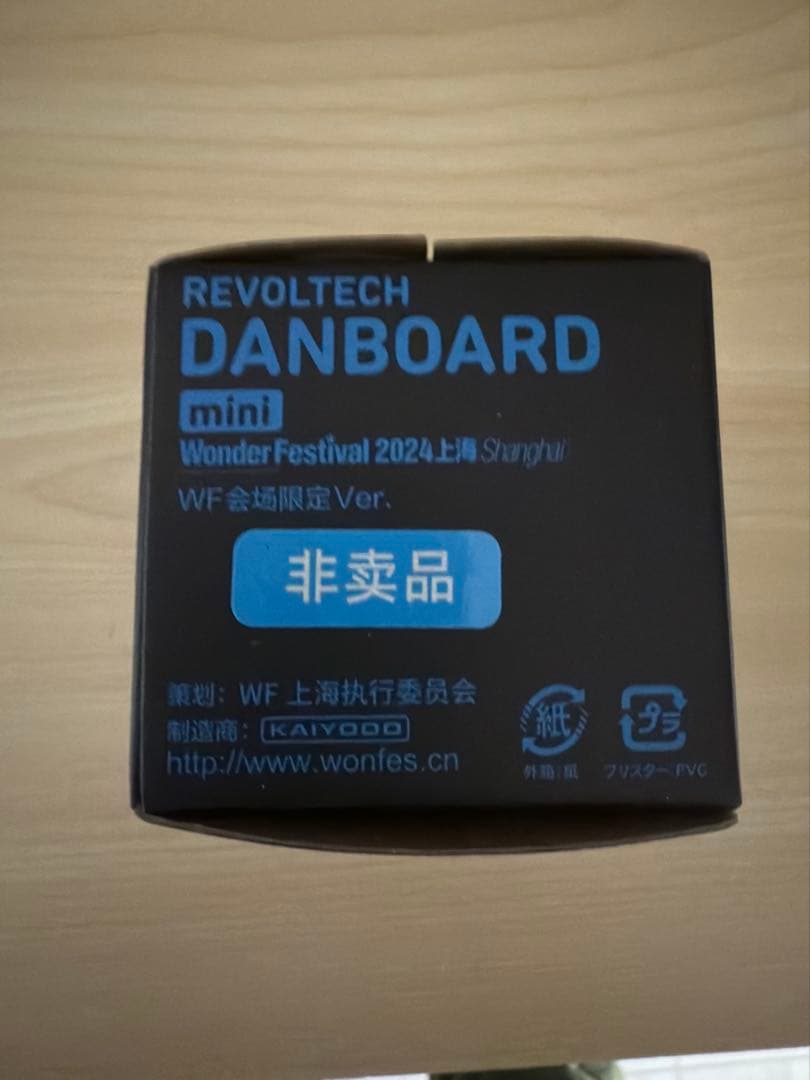 REVOLTECH
DANBOARD
mini
Wonder Festival 2024上海 Shanghai
WF会场限定Ver.
非卖品
策划：WF 上海执行委员会
制造商：KAIYODO
http://www.wonfes.cn
紙 プラ
外箱:紙 ブリスター:PVC